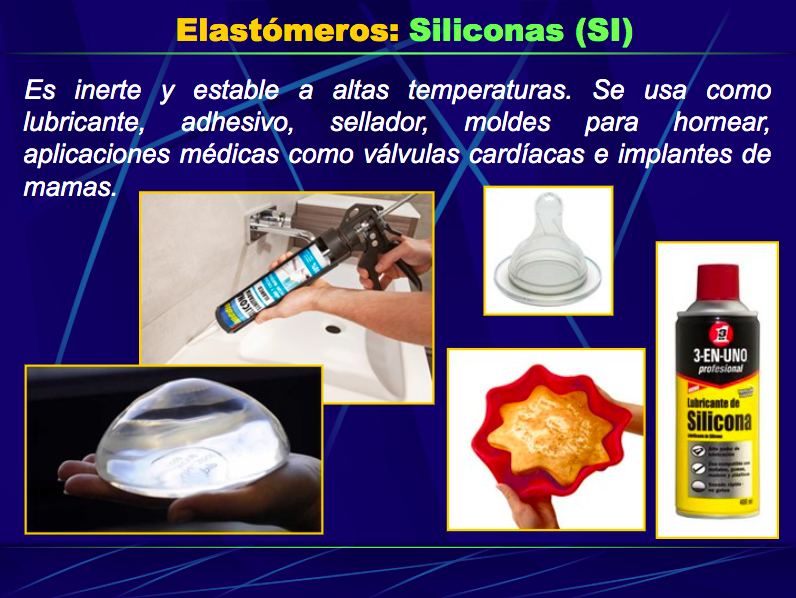 Elastómeros: Siliconas (SI)
Es inerte y estable a altas temperaturas. Se usa como
lubricante, adhesivo, sellador, moldes para hornear,
aplicaciones médicas como válvulas cardíacas e implantes de
mamas.
3
3-EN-UNO
profesional
Lubricante de
Silicona